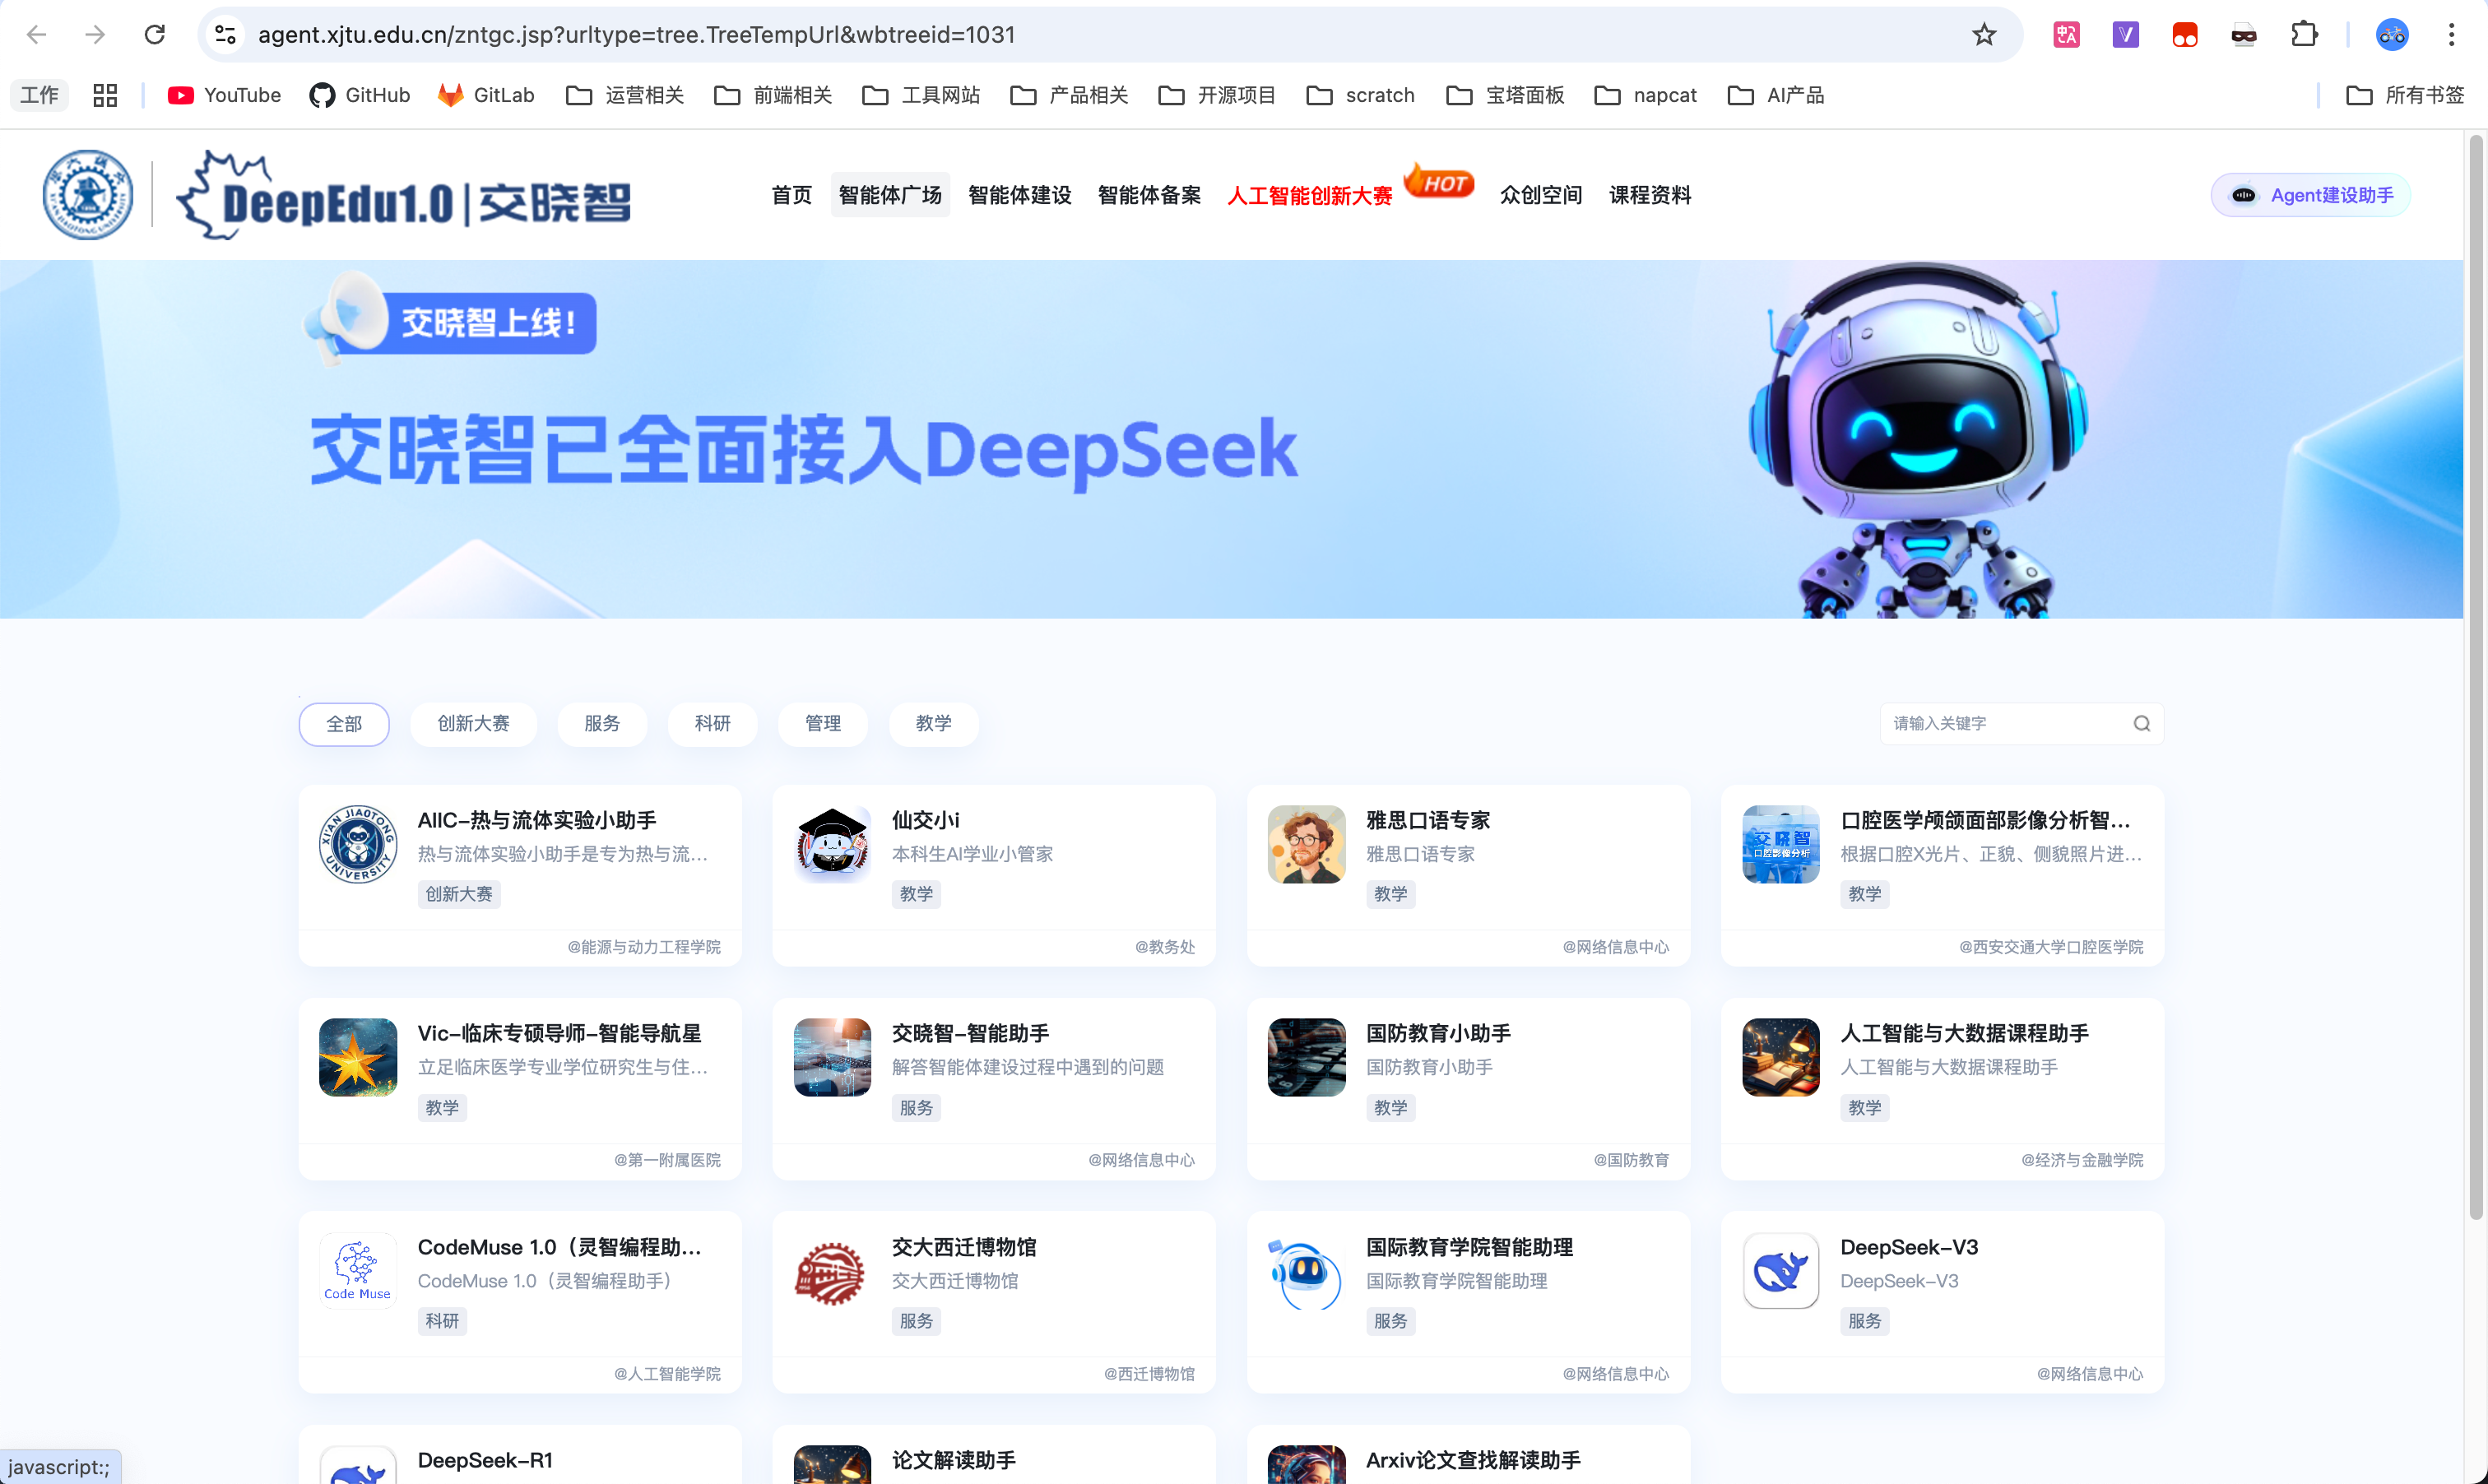 agent.xjtu.edu.cn/zntgc.jsp?urltype=tree.TreeTempUrl&wbtreeid=1031
工作 YouTube GitHub GitLab 运营相关 前端相关 工具网站 产品相关 开源项目 scratch 宝塔面板 napcat AI产品 所有书签
DeepEdu1.0|交晓智 首页 智能体广场 智能体建设 智能体备案 人工智能创新大赛 HOT 众创空间 课程资料 Agent建设助手
交晓智上线!
交晓智已全面接入DeepSeek
全部 创新大赛 服务 科研 管理 教学 请输入关键字
XI'AN JIAOTONG UNIVERSITY
AIIC-热与流体实验小助手
热与流体实验小助手是专为热与流...
创新大赛
@能源与动力工程学院
仙交小i
本科生AI学业小管家
教学
@教务处
雅思口语专家
雅思口语专家
教学
@网络信息中心
交晓智
口腔影像分析
口腔医学颅颌面部影像分析智...
根据口腔X光片、正貌、侧貌照片进...
教学
@西安交通大学口腔医学院
Vic-临床专硕导师-智能导航星
立足临床医学专业学位研究生与住...
教学
@第一附属医院
交晓智-智能助手
解答智能体建设过程中遇到的问题
服务
@网络信息中心
国防教育小助手
国防教育小助手
教学
@国防教育
人工智能与大数据课程助手
人工智能与大数据课程助手
教学
@经济与金融学院
Code Muse
CodeMuse 1.0（灵智编程助...
CodeMuse 1.0（灵智编程助手）
科研
@人工智能学院
交大西迁博物馆
交大西迁博物馆
服务
@西迁博物馆
国际教育学院智能助理
国际教育学院智能助理
服务
@网络信息中心
DeepSeek-V3
DeepSeek-V3
服务
@网络信息中心
DeepSeek-R1
论文解读助手
Arxiv论文查找解读助手
javascript:;